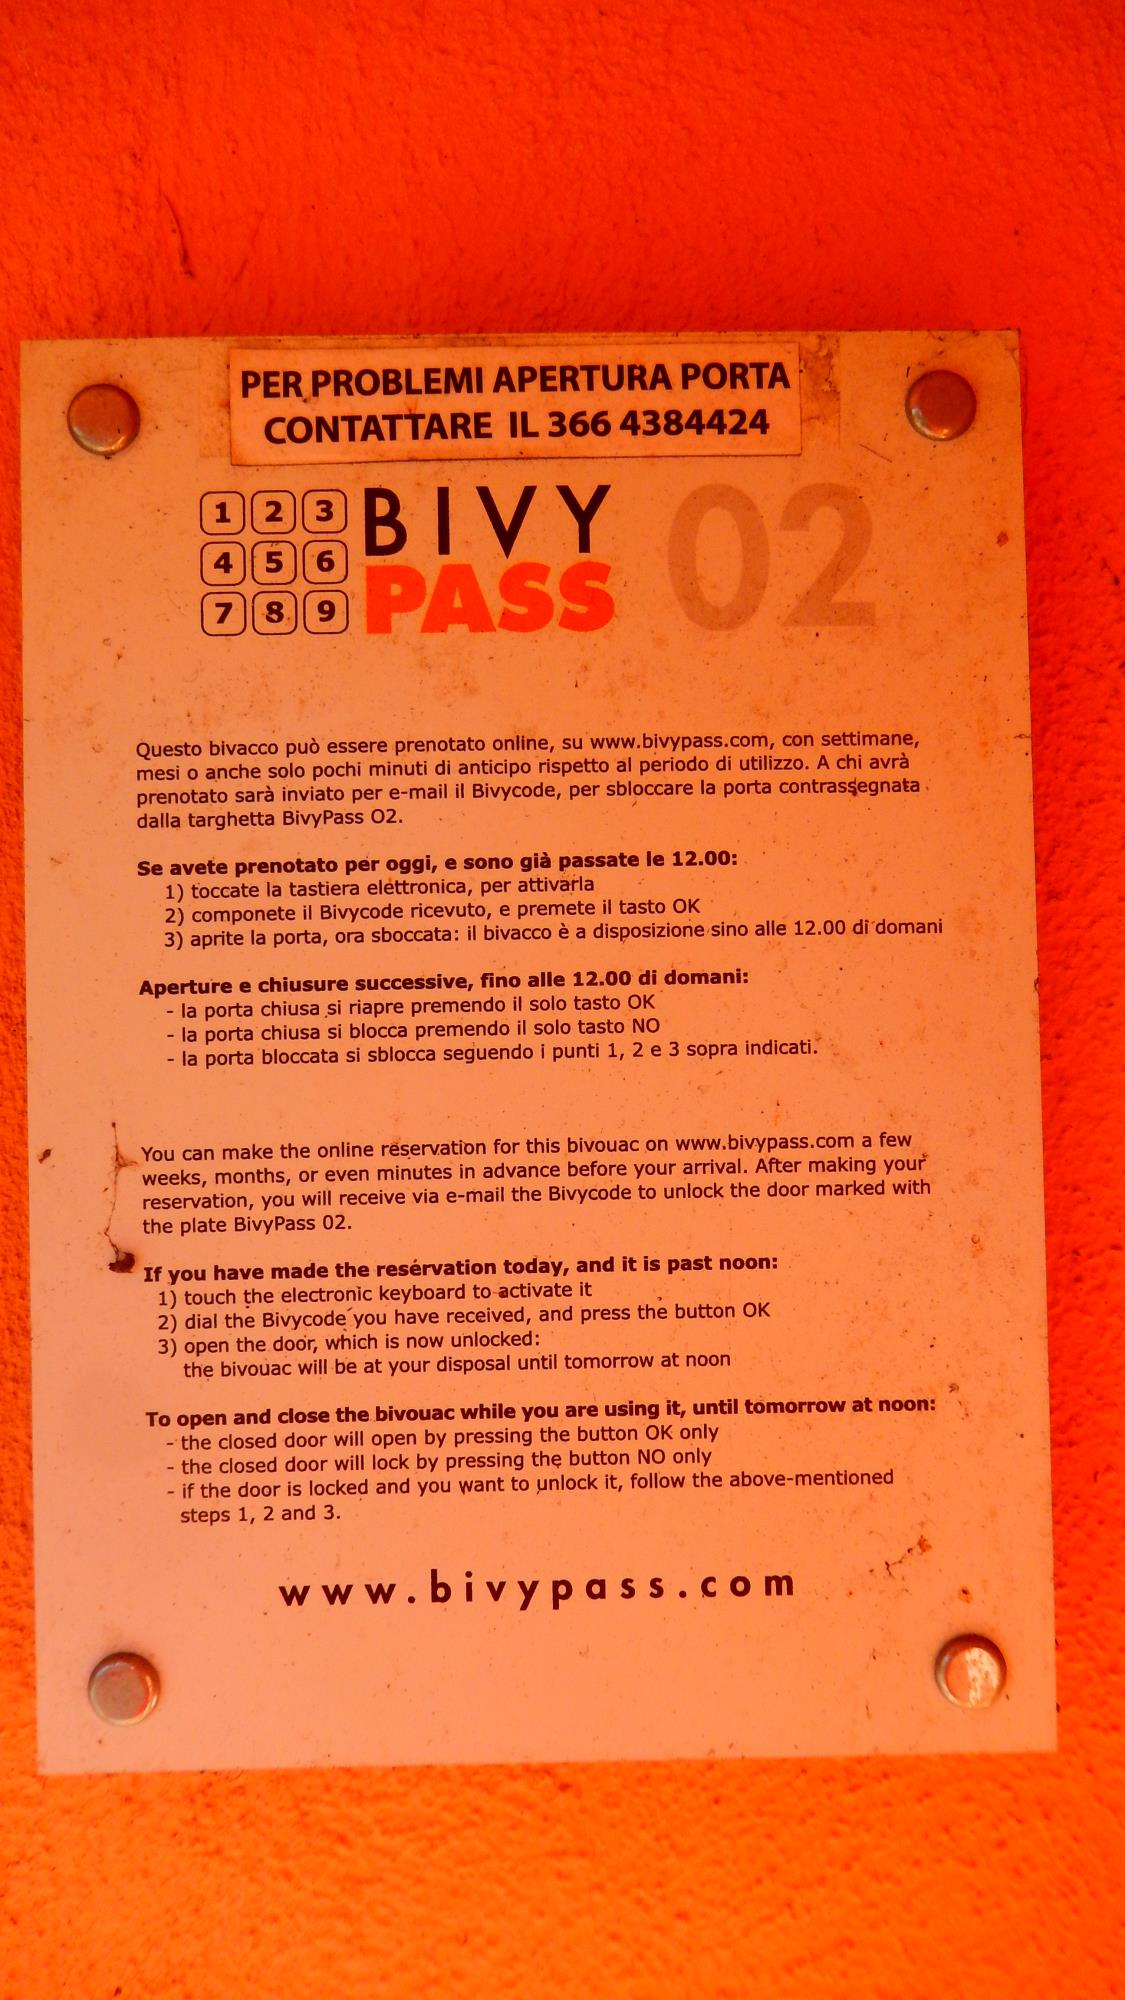 PER PROBLEMI APERTURA PORTA
CONTATTARE IL 366 4384424
1 2 3
4 5 6
7 8 9
BIVY
PASS
02
Questo bivacco può essere prenotato online, su www.bivypass.com, con settimane,
mesi o anche solo pochi minuti di anticipo rispetto al periodo di utilizzo. A chi avrà
prenotato sarà inviato per e-mail il Bivycode, per sbloccare la porta contrassegnata
dalla targhetta BivyPass O2.
Se avete prenotato per oggi, e sono già passate le 12.00:
1) toccate la tastiera elettronica, per attivarla
2) componete il Bivycode ricevuto, e premete il tasto OK
3) aprite la porta, ora sboccata: il bivacco è a disposizione sino alle 12.00 di domani
Aperture e chiusure successive, fino alle 12.00 di domani:
- la porta chiusa si riapre premendo il solo tasto OK
- la porta chiusa si blocca premendo il solo tasto NO
- la porta bloccata si sblocca seguendo i punti 1, 2 e 3 sopra indicati.
You can make the online reservation for this bivouac on www.bivypass.com a few
weeks, months, or even minutes in advance before your arrival. After making your
reservation, you will receive via e-mail the Bivycode to unlock the door marked with
the plate BivyPass 02.
If you have made the reservation today, and it is past noon:
1) touch the electronic keyboard to activate it
2) dial the Bivycode you have received, and press the button OK
3) open the door, which is now unlocked:
the bivouac will be at your disposal until tomorrow at noon
To open and close the bivouac while you are using it, until tomorrow at noon:
- the closed door will open by pressing the button OK only
- the closed door will lock by pressing the button NO only
- if the door is locked and you want to unlock it, follow the above-mentioned
steps 1, 2 and 3.
www.bivypass.com